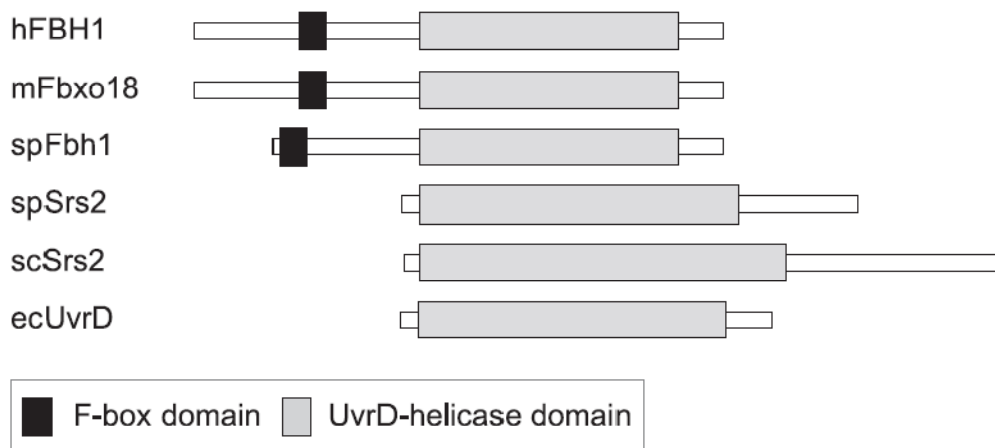 hFBH1
mFbxo18
spFbh1
spSrs2
scSrs2
ecUvrD
F-box domain UvrD-helicase domain